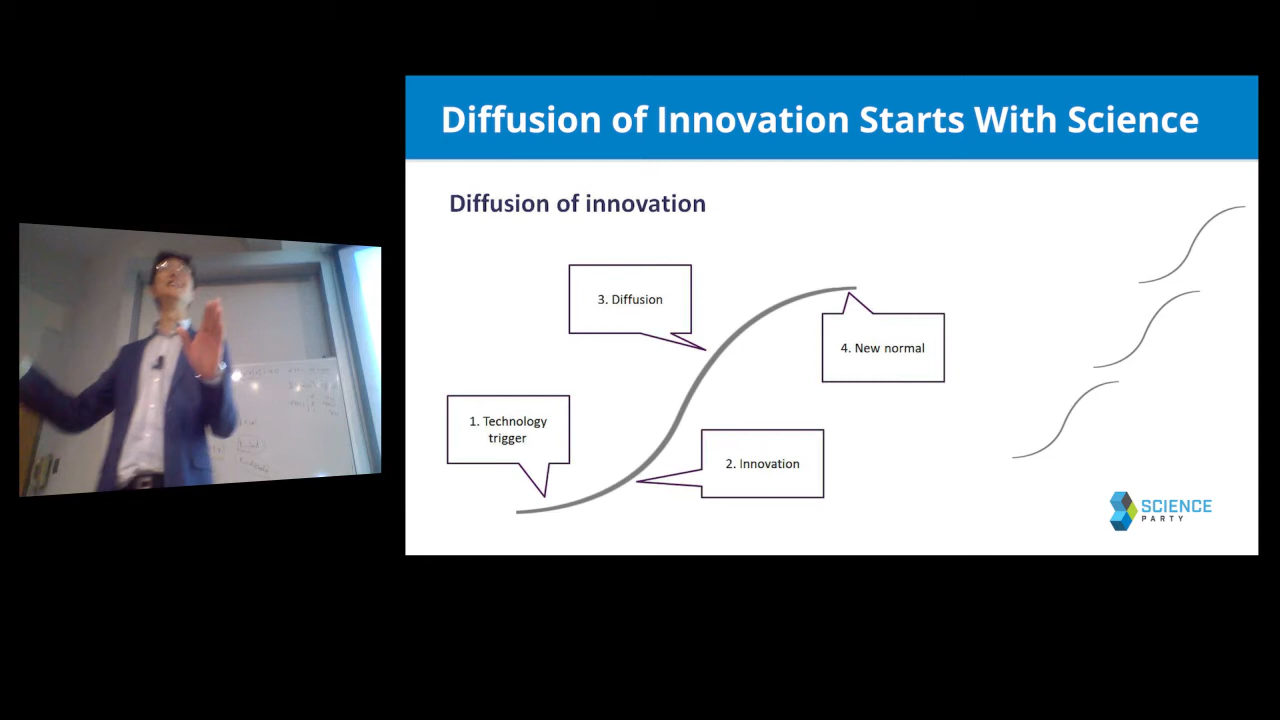 Diffusion of Innovation Starts With Science
Diffusion of innovation
3. Diffusion
4. New normal
1. Technology
trigger
2. Innovation
SCIENCE
PARTY